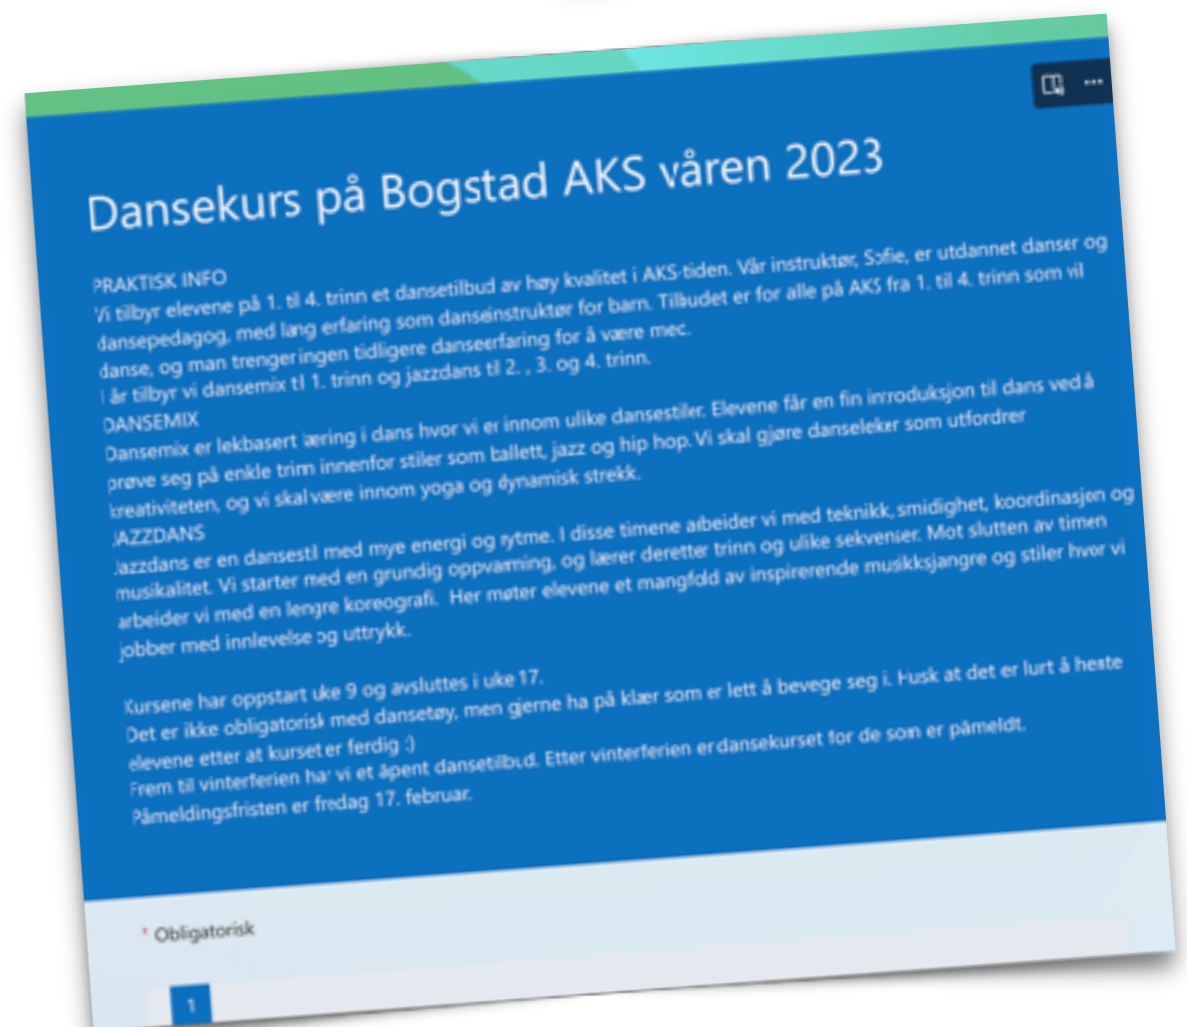 Dansekurs på Bogstad AKS våren 2023
PRAKTISK INFO
Vi tilbyr elevene på 1. til 4. trinn et dansetilbud av høy kvalitet i AKS-tiden. Vår instruktør, Sofie, er utdannet danser og
dansepedagog, med lang erfaring som danseinstruktør for barn. Tilbudet er for alle på AKS fra 1. til 4. trinn som vil
danse, og man trenger ingen tidligere danseerfaring for å være med.
I år tilbyr vi dansemix til 1. trinn og jazzdans til 2. , 3. og 4. trinn.
DANSEMIX
Dansemix er lekbasert læring i dans hvor vi er innom ulike dansestiler. Elevene får en fin introduksjon til dans ved å
prøve seg på enkle trinn innenfor stiler som ballett, jazz og hip hop. Vi skal gjøre danseleker som utfordrer
kreativiteten, og vi skal være innom yoga og dynamisk strekk.
JAZZDANS
Jazzdans er en dansestil med mye energi og rytme. I disse timene arbeider vi med teknikk, smidighet, koordinasjon og
musikalitet. Vi starter med en grundig oppvarming, og lærer deretter trinn og ulike sekvenser. Mot slutten av timen
arbeider vi med en lengre koreografi. Her møter elevene et mangfold av inspirerende musikksjangre og stiler hvor vi
jobber med innlevelse og uttrykk.
Kursene har oppstart uke 9 og avsluttes i uke 17.
Det er ikke obligatorisk med dansetøy, men gjerne ha på klær som er lett å bevege seg i. Husk at det er lurt å hente
elevene etter at kurset er ferdig :)
Frem til vinterferien har vi et åpent dansetilbud. Etter vinterferien er dansekurset for de som er påmeldt.
Påmeldingsfristen er fredag 17. februar.
* Obligatorisk
1